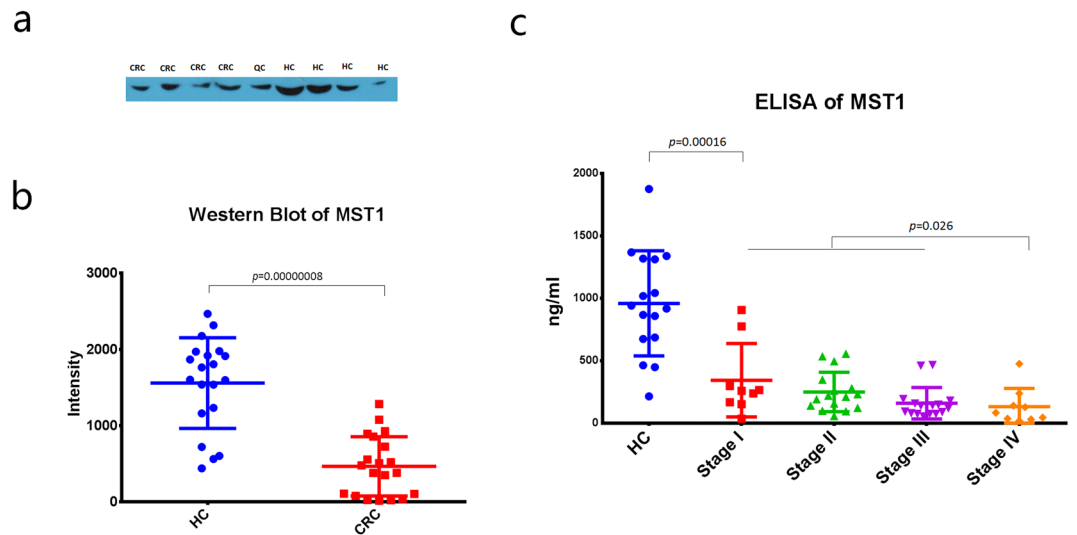 a
CRC CRC CRC CRC QC HC HC HC HC
b
Western Blot of MST1
p=0.00000008
3000
2000
1000
0
Intensity
HC CRC
c
ELISA of MST1
p=0.00016
p=0.026
2000
1500
1000
500
0
ng/ml
HC Stage I Stage II Stage III Stage IV